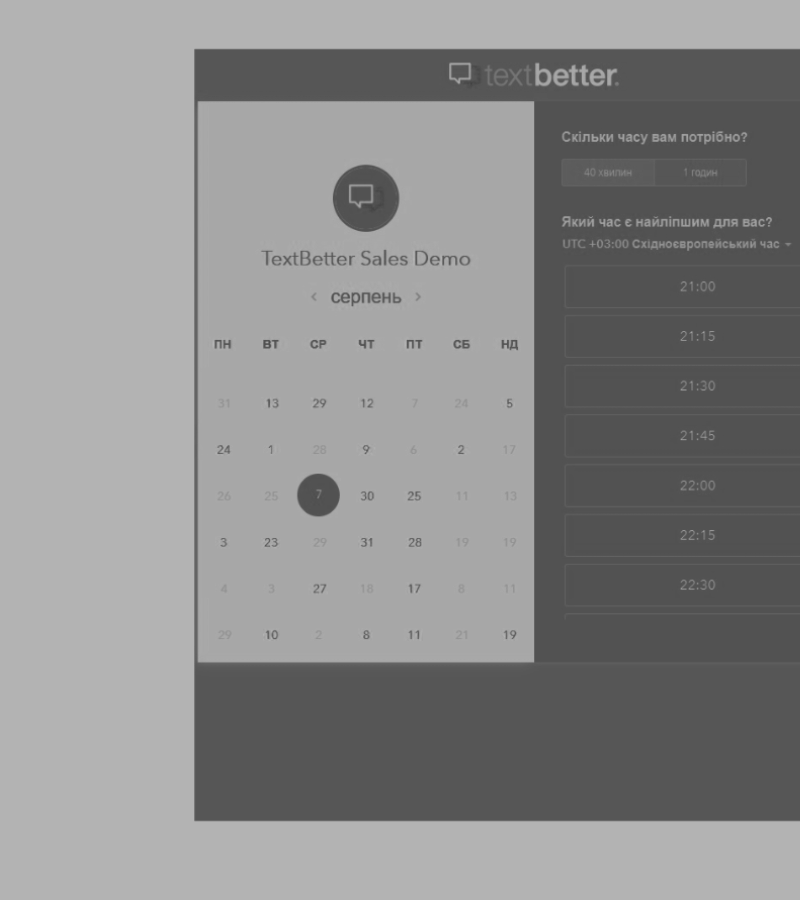 textbetter.
TextBetter Sales Demo
‹ серпень ›
ПН ВТ СР ЧТ ПТ СБ НД
31 13 29 12 7 24 5
24 1 28 9 6 2 17
26 25 7 30 25 11 13
3 23 29 31 28 19 19
4 3 27 18 17 8 11
29 10 2 8 11 21 19
Скільки часу вам потрібно?
40 хвилин 1 годин
Який час є найліпшим для вас?
UTC +03:00 Східноєвропейський час
21:00
21:15
21:30
21:45
22:00
22:15
22:30